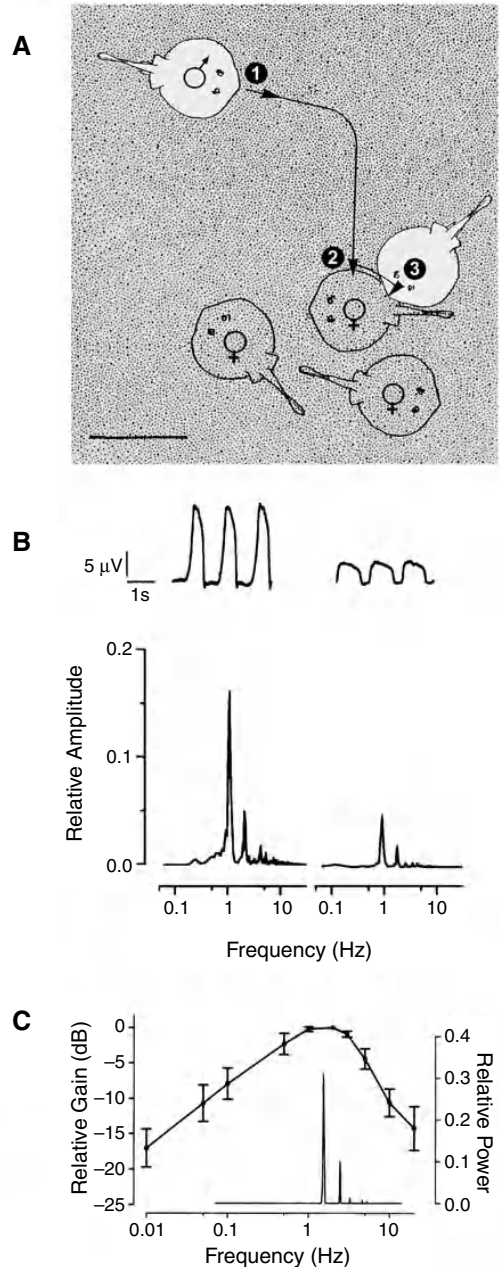 A
1
2
3
B
5 μV
1s
0.2
0.1
0.0
Relative Amplitude
0.1 1 10 0.1 1 10
Frequency (Hz)
C
0
−5
−10
−15
−20
−25
Relative Gain (dB)
0.4
0.3
0.2
0.1
0.0
Relative Power
0.01 0.1 1 10
Frequency (Hz)